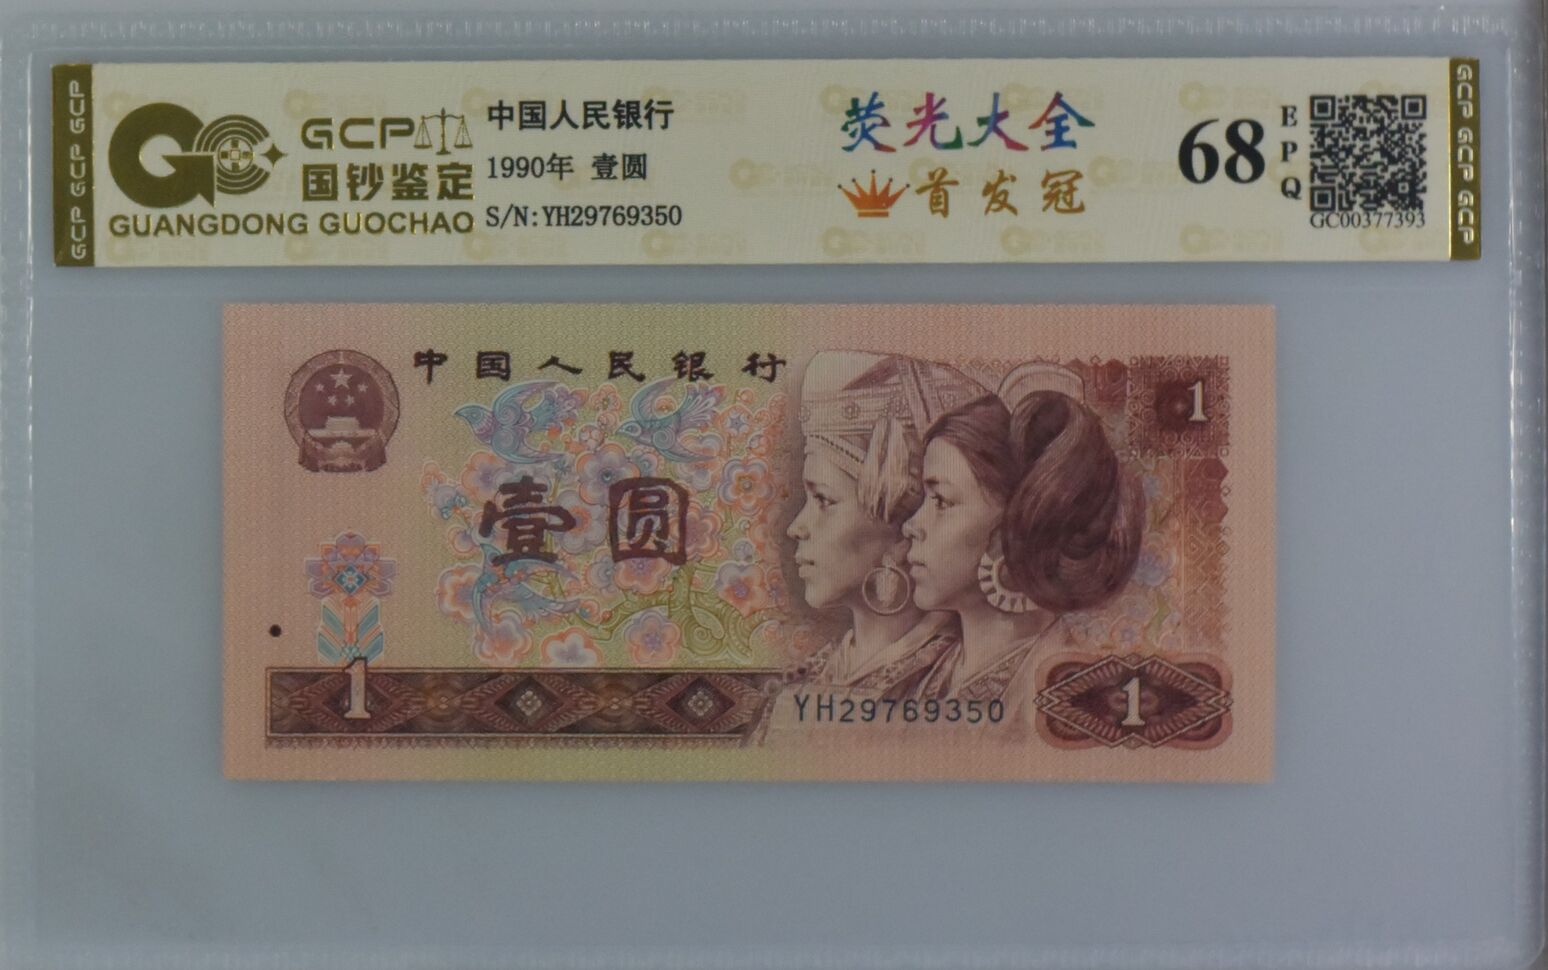 GCP GCP GCP
GCP
国钞鉴定
GUANGDONG GUOCHAO
中国人民银行
1990年 壹圆
S/N:YH29769350
荧光大全
首发冠
68
EPQ
GC00377393
GCP GCP GCP
中国人民银行
1
壹圆
1
YH29769350
1